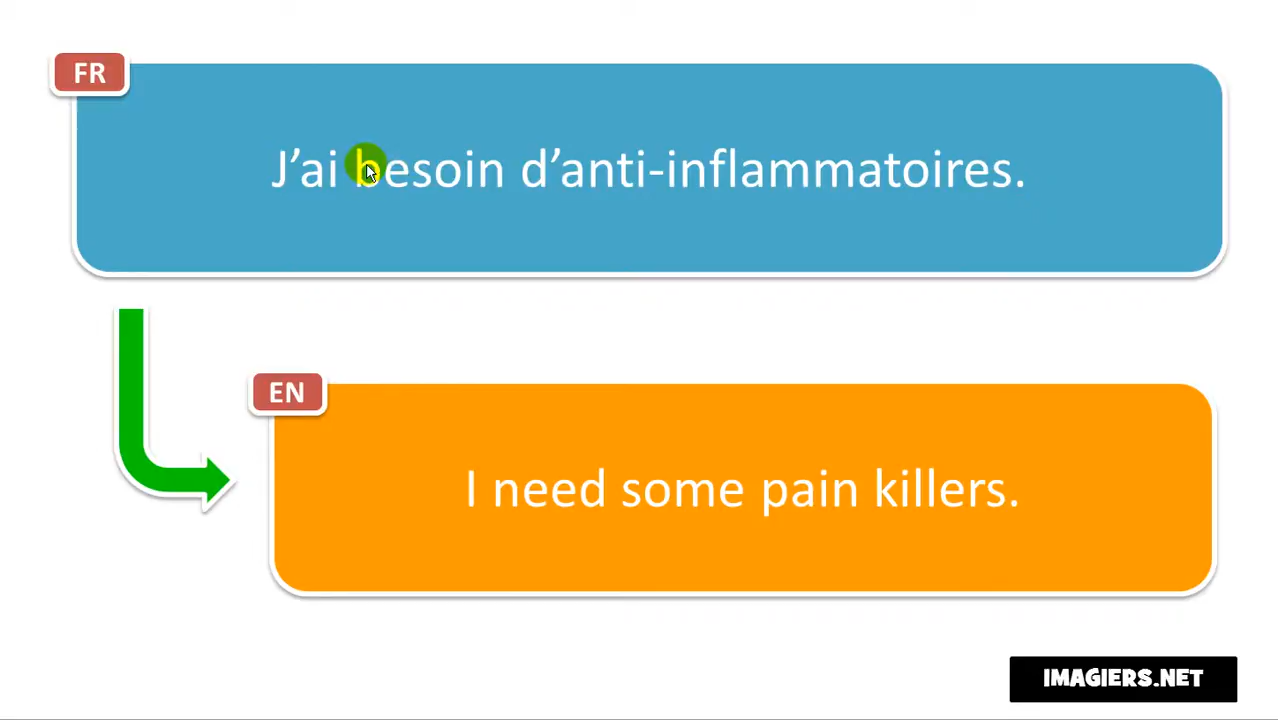 FR
J’ai besoin d’anti-inflammatoires.
EN
I need some pain killers.
IMAGIERS.NET